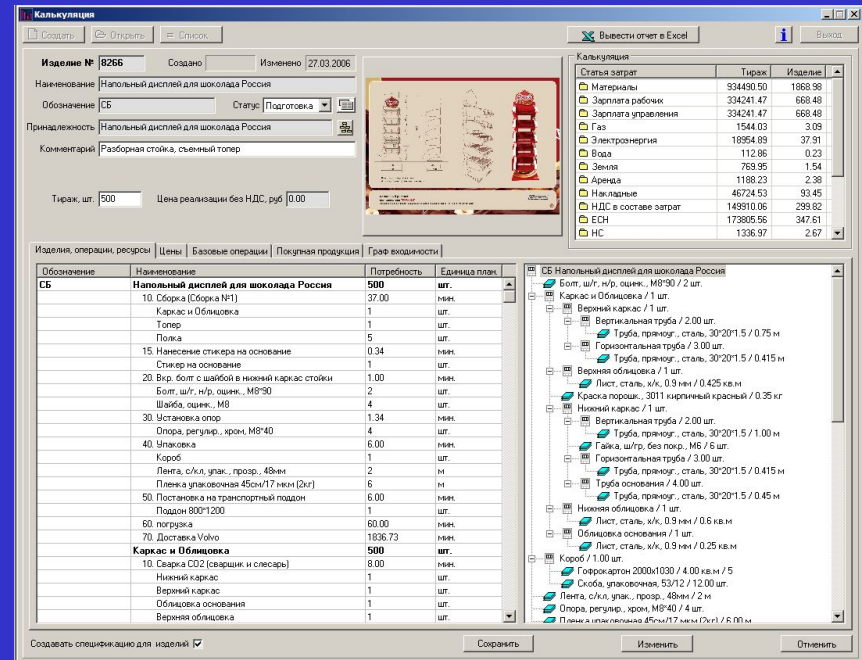 Калькуляция
Создать Открыть Список Вывести отчет в Excel Выход
Изделие № 8266 Создано Изменено 27.03.2006
Наименование Напольный дисплей для шоколада Россия
Обозначение СБ Статус Подготовка
Принадлежность Напольный дисплей для шоколада Россия
Комментарий Разборная стойка, съемный топер
Тираж, шт. 500 Цена реализации без НДС, руб 0.00
Калькуляция
Статья затрат Тираж Изделие
Материалы 934490.50 1868.98
Зарплата рабочих 334241.47 668.48
Зарплата управления 334241.47 668.48
Газ 1544.03 3.09
Электроэнергия 18954.89 37.91
Вода 112.86 0.23
Земля 769.95 1.54
Аренда 1188.23 2.38
Накладные 46724.53 93.45
НДС в составе затрат 149910.06 299.82
ЕСН 173805.56 347.61
НС 1336.97 2.67
Изделия, операции, ресурсы Цены Базовые операции Покупная продукция Граф входимости
Обозначение Наименование Потребность Единица план.
СБ Напольный дисплей для шоколада Россия 500 шт.
10. Сборка (Сборка №1) 37.00 мин.
Каркас и Облицовка 1 шт.
Топер 1 шт.
Полка 5 шт.
15. Нанесение стикера на основание 0.34 мин.
Стикер на основание 1 шт.
20. Вкр. болт с шайбой в нижний каркас стойки 1.00 мин.
Болт, ш/г, н/р, оцинк., М8*90 2 шт.
Шайба, оцинк., М8 4 шт.
30. Установка опор 1.34 мин.
Опора, регулир., хром, М8*40 4 шт.
40. Упаковка 6.00 мин.
Короб 1 шт.
Лента, с/кл, упак., прозр., 48мм 2 м
Пленка упаковочная 45см/17 мкм (2кг) 6 м
50. Постановка на транспортный поддон 6.00 мин.
Поддон 800*1200 1 шт.
60. погрузка 60.00 мин.
70. Доставка Volvo 1836.73 мин.
Каркас и Облицовка 500 шт.
10. Сварка СО2 (сварщик и слесарь) 8.00 мин.
Нижний каркас 1 шт.
Верхний каркас 1 шт.
Облицовка основания 1 шт.
Верхняя облицовка 1 шт.
СБ Напольный дисплей для шоколада Россия
Болт, ш/г, н/р, оцинк., М8*90 / 2 шт.
Каркас и Облицовка / 1 шт.
Верхний каркас / 1 шт.
Вертикальная труба / 2.00 шт.
Труба, прямоуг., сталь, 30*20*1.5 / 0.75 м
Горизонтальная труба / 3.00 шт.
Труба, прямоуг., сталь, 30*20*1.5 / 0.415 м
Верхняя облицовка / 1 шт.
Лист, сталь, х/к, 0.9 мм / 0.425 кв.м
Краска порошк., 3011 кирпичный красный / 0.35 кг
Нижний каркас / 1 шт.
Вертикальная труба / 2.00 шт.
Труба, прямоуг., сталь, 30*20*1.5 / 1.00 м
Гайка, ш/гр, без покр., М6 / 6 шт.
Горизонтальная труба / 3.00 шт.
Труба, прямоуг., сталь, 30*20*1.5 / 0.415 м
Труба основания / 4.00 шт.
Труба, прямоуг., сталь, 30*20*1.5 / 0.45 м
Нижняя облицовка / 1 шт.
Лист, сталь, х/к, 0.9 мм / 0.6 кв.м
Облицовка основания / 1 шт.
Лист, сталь, х/к, 0.9 мм / 0.25 кв.м
Короб / 1.00 шт.
Гофрокартон 2000х1030 / 4.00 кв.м / 5
Скоба, упаковочная, 53/12 / 12.00 шт.
Лента, с/кл, упак., прозр., 48мм / 2 м
Опора, регулир., хром, М8*40 / 4 шт.
Пленка упаковочная 45см/17 мкм (2кг) / 6.00 м
Создавать спецификацию для изделий Сохранить Изменить Отменить